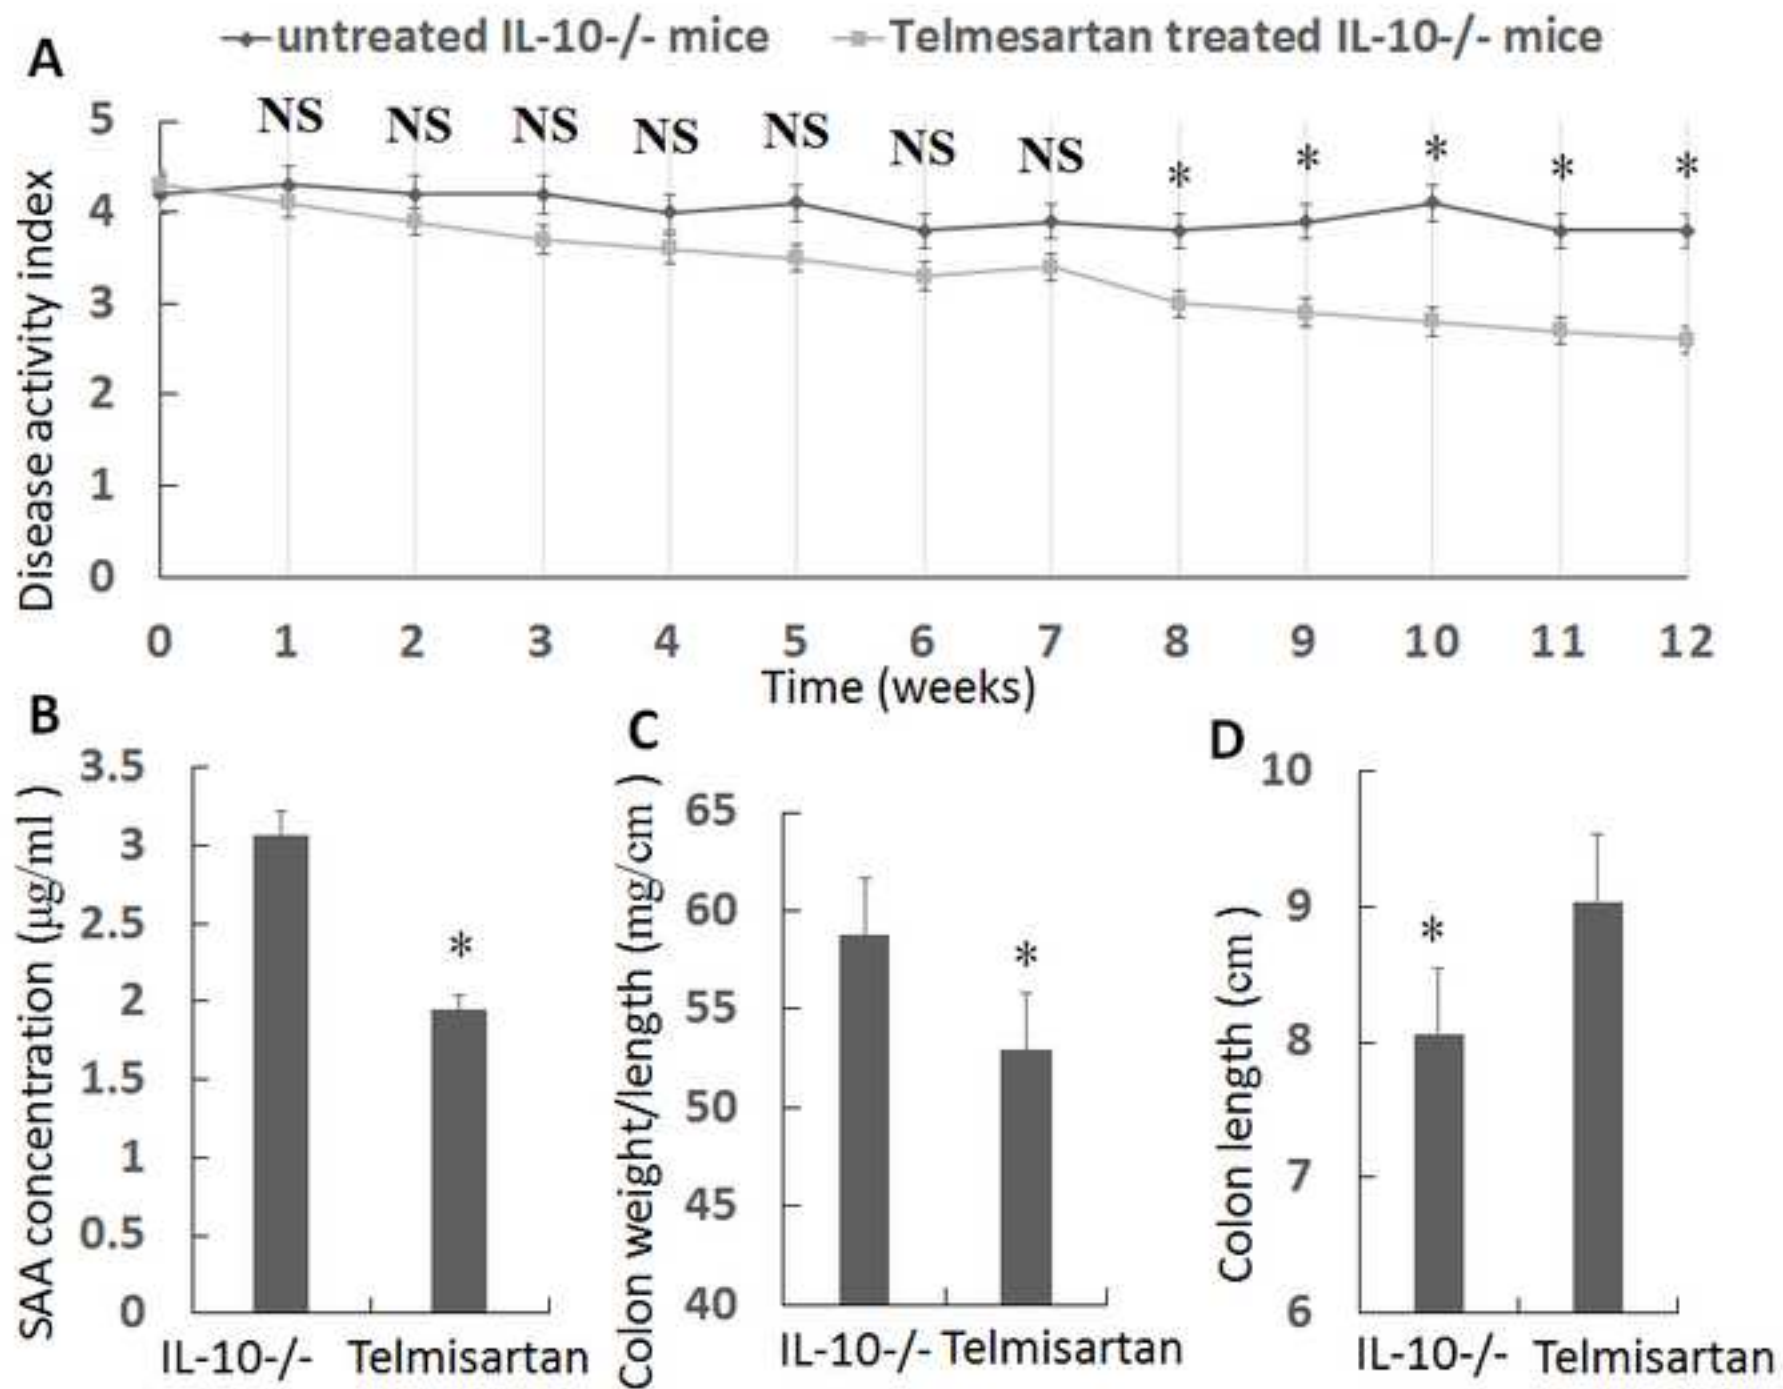 A
untreated IL-10-/- mice
Telmesartan treated IL-10-/- mice
Disease activity index
5
4
3
2
1
0
NS
NS
NS
NS
NS
NS
NS
*
*
*
*
*
0 1 2 3 4 5 6 7 8 9 10 11 12
Time (weeks)
B
SAA concentration (μg/ml )
3.5
3
2.5
2
1.5
1
0.5
0
*
IL-10-/- Telmisartan
C
Colon weight/length (mg/cm )
65
60
55
50
45
40
*
IL-10-/- Telmisartan
D
Colon length (cm )
10
9
8
7
6
*
IL-10-/- Telmisartan